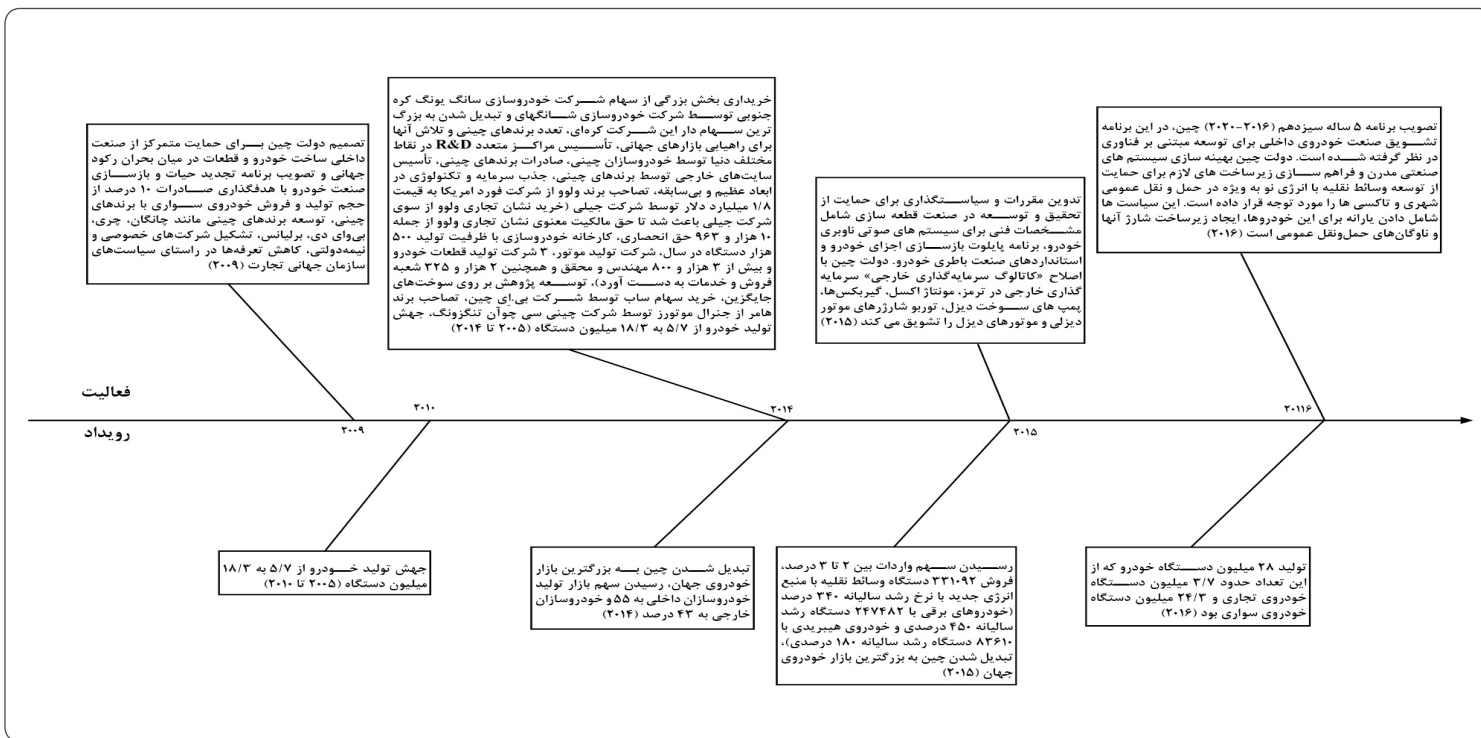 تصمیم دولت چین بـــرای حمایت متمرکز از صنعت
داخلی ساخت خودرو و قطعات در میان بحران رکود
جهانی و تصویب برنامه تجدید حیات و بازســـازی
صنعت خودرو با هدفگذاری صـــادرات ۱۰ درصد از
حجم تولید و فروش خودروی ســـواری با برندهای
چینی، توسعه برندهای چینی مانند چانگان، چری،
بی‌وای دی، برلیانس، تشکیل شرکت‌های خصوصی و
نیمه‌دولتی، کاهش تعرفه‌ها در راستای سیاست‌های
سازمان جهانی تجارت (۲۰۰۹)
خریداری بخش بزرگی از سهام شـــرکت خودروسازی سانگ یونگ کره
جنوبی توســـط شرکت خودروسازی شـــانگهای و تبدیل شدن به بزرگ
ترین ســـهام دار این شـــرکت کره‌ای، تعدد برندهای چینی و تلاش آنها
برای راهیابی بازارهای جهانی، تأســـیس مراکـــز متعدد R&D در نقاط
مختلف دنیا توسط خودروسازان چینی، صادرات برندهای چینی، تأسیس
سایت‌های خارجی توسط برندهای چینی، جذب سرمایه و تکنولوژی در
ابعاد عظیم و بی‌سابقه، تصاحب برند ولوو از شرکت فورد امریکا به قیمت
۱/۸ میلیارد دلار توسط شرکت جیلی (خرید نشان تجاری ولوو از سوی
شرکت جیلی باعث شد تا حق مالکیت معنوی نشان تجاری ولوو از جمله
۱۰ هزار و ۹۶۳ حق انحصاری، کارخانه خودروسازی با ظرفیت تولید ۵۰۰
هزار دستگاه در سال، شرکت تولید موتور، ۳ شرکت تولید قطعات خودرو
و بیش از ۳ هزار و ۸۰۰ مهندس و محقق و همچنین ۲ هزار و ۳۲۵ شعبه
فروش و خدمات به دســـت آورد)، توســـعه پژوهش بر روی سوخت‌های
جایگزین، خرید سهام ساب توسط شـــرکت بی.ای چین، تصاحب برند
هامر از جنرال موتورز توسط شرکت چینی سی چوآن تنگزونگ، جهش
تولید خودرو از ۵/۷ به ۱۸/۳ میلیون دستگاه (۲۰۰۵ تا ۲۰۱۴)
تدوین مقررات و سیاســـتگذاری برای حمایت از
تحقیق و توســـعه در صنعت قطعه سازی شامل
مشـــخصات فنی برای سیستم های صوتی ناوبری
خودرو، برنامه پایلوت بازســـازی اجزای خودرو و
استانداردهای صنعت باطری خودرو. دولت چین با
اصلاح «کاتالوگ سرمایه‌گذاری خارجی» سرمایه
گذاری خارجی در ترمز، مونتاژ اکسل، گیربکس‌ها،
پمپ های ســـوخت دیزل، توربو شارژرهای موتور
دیزلی و موتورهای دیزل را تشویق می کند (۲۰۱۵)
تصویب برنامه ۵ ساله سیزدهم (۲۰۱۶-۲۰۲۰) چین، در این برنامه
تشـــویق صنعت خودروی داخلی برای توسعه مبتنی بر فناوری
در نظر گرفته شـــده است. دولت چین بهینه سازی سیستم های
صنعتی مدرن و فراهم ســـازی زیرساخت های لازم برای حمایت
از توسعه وسائط نقلیه با انرژی نو به ویژه در حمل و نقل عمومی
شهری و تاکسی ها را مورد توجه قرار داده است. این سیاست ها
شامل دادن یارانه برای این خودروها، ایجاد زیرساخت شارژ آنها
و ناوگان‌های حمل‌ونقل عمومی است (۲۰۱۶)
فعالیت
رویداد
۲۰۰۹
۲۰۱۰
۲۰۱۴
۲۰۱۵
۲۰۱۱۶
جهش تولید خـــودرو از ۵/۷ به ۱۸/۳
میلیون دستگاه (۲۰۰۵ تا ۲۰۱۰)
تبدیل شـــدن چین بـــه بزرگترین بازار
خودروی جهان، رسیدن سهم بازار تولید
خودروسازان داخلی به ۵۵ و خودروسازان
خارجی به ۴۳ درصد (۲۰۱۴)
رســـیدن ســـهم واردات بین ۲ تا ۳ درصد،
فروش ۳۳۱۰۹۲ دستگاه وسائط نقلیه با منبع
انرژی جدید با نرخ رشد سالیانه ۳۴۰ درصد
(خودروهای برقی با ۲۴۷۴۸۲ دستگاه رشد
سالیانه ۴۵۰ درصدی و خودروی هیبریدی با
۸۳۶۱۰ دستگاه رشد سالیانه ۱۸۰ درصدی)،
تبدیل شدن چین به بزرگترین بازار خودروی
جهان (۲۰۱۵)
تولید ۲۸ میلیون دســـتگاه خودرو که از
این تعداد حدود ۳/۷ میلیون دســـتگاه
خودروی تجاری و ۲۴/۳ میلیون دستگاه
خودروی سواری بود (۲۰۱۶)